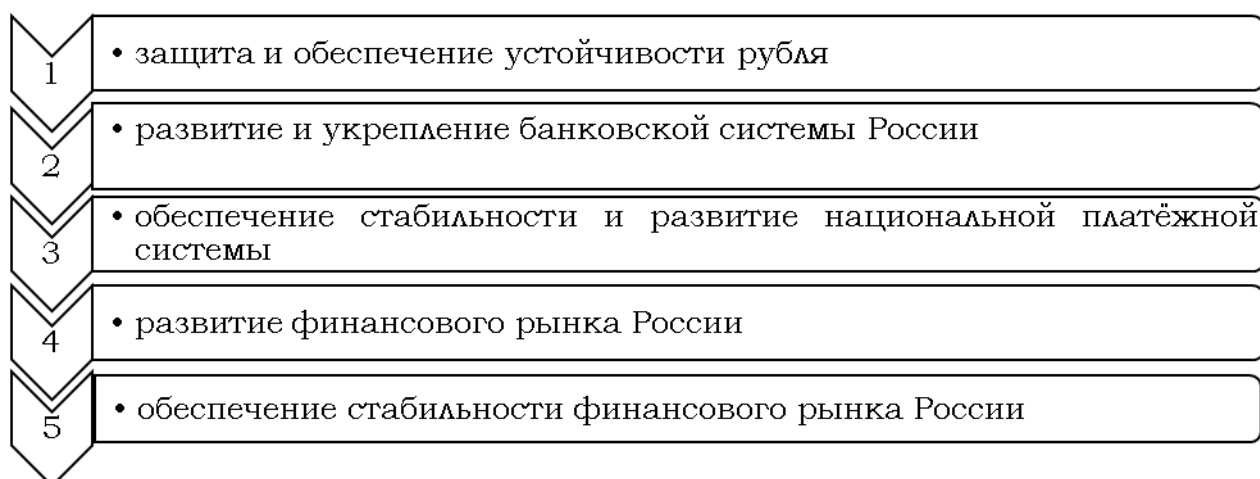 1
• защита и обеспечение устойчивости рубля
2
• развитие и укрепление банковской системы России
3
• обеспечение стабильности и развитие национальной платёжной
системы
4
• развитие финансового рынка России
5
• обеспечение стабильности финансового рынка России